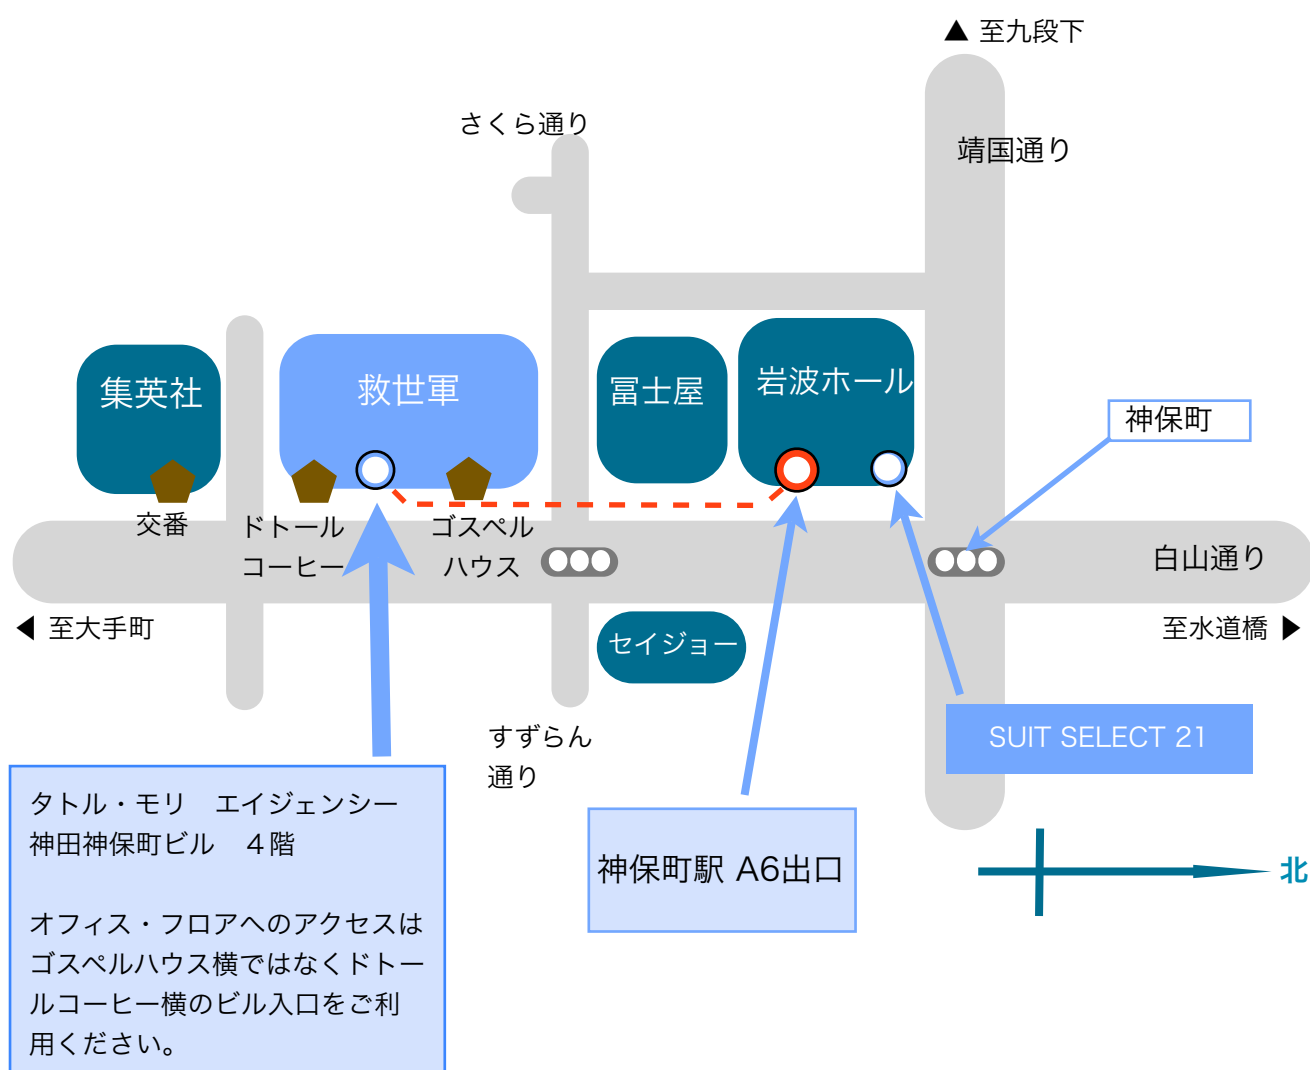 ▲ 至九段下
さくら通り
靖国通り
集英社
救世軍
冨士屋
岩波ホール
神保町
交番
ドトール
コーヒー
ゴスペル
ハウス
白山通り
◀ 至大手町
至水道橋 ▶
セイジョー
すずらん
通り
SUIT SELECT 21
タトル・モリ　エイジェンシー
神田神保町ビル　４階
オフィス・フロアへのアクセスは
ゴスペルハウス横ではなくドトー
ルコーヒー横のビル入口をご利
用ください。
神保町駅 A6出口
北